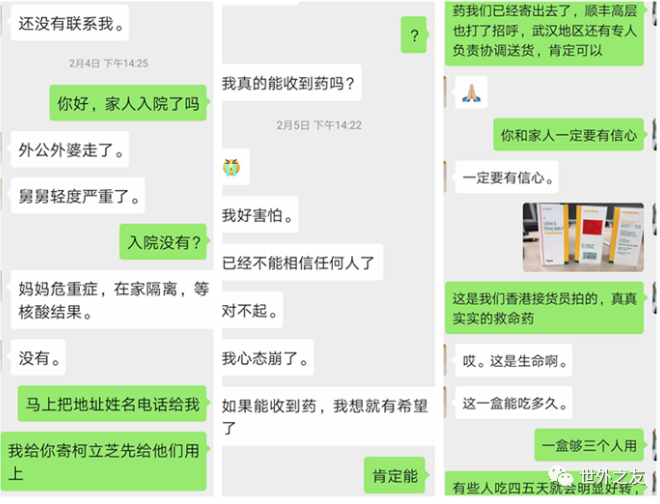 还没有联系我。
2月4日 下午14:25
你好，家人入院了吗
外公外婆走了。
舅舅轻度严重了。
入院没有？
妈妈危重症，在家隔离，等
核酸结果。
没有。
马上把地址姓名电话给我
我给你寄柯立芝先给他们用
上
？
我真的能收到药吗？
2月5日 下午14:22
我好害怕。
已经不能相信任何人了
对不起。
我心态崩了。
如果能收到药，我想就有希望
了
肯定能
药我们已经寄出去了，顺丰高层
也打了招呼，武汉地区还有专人
负责协调送货，肯定可以
你和家人一定要有信心
一定要有信心。
这是我们香港接货员拍的，真真
实实的救命药
哎。这是生命啊。
这一盒能吃多久。
一盒够三个人用
有些人吃四五天就会明显好转，
世外之友